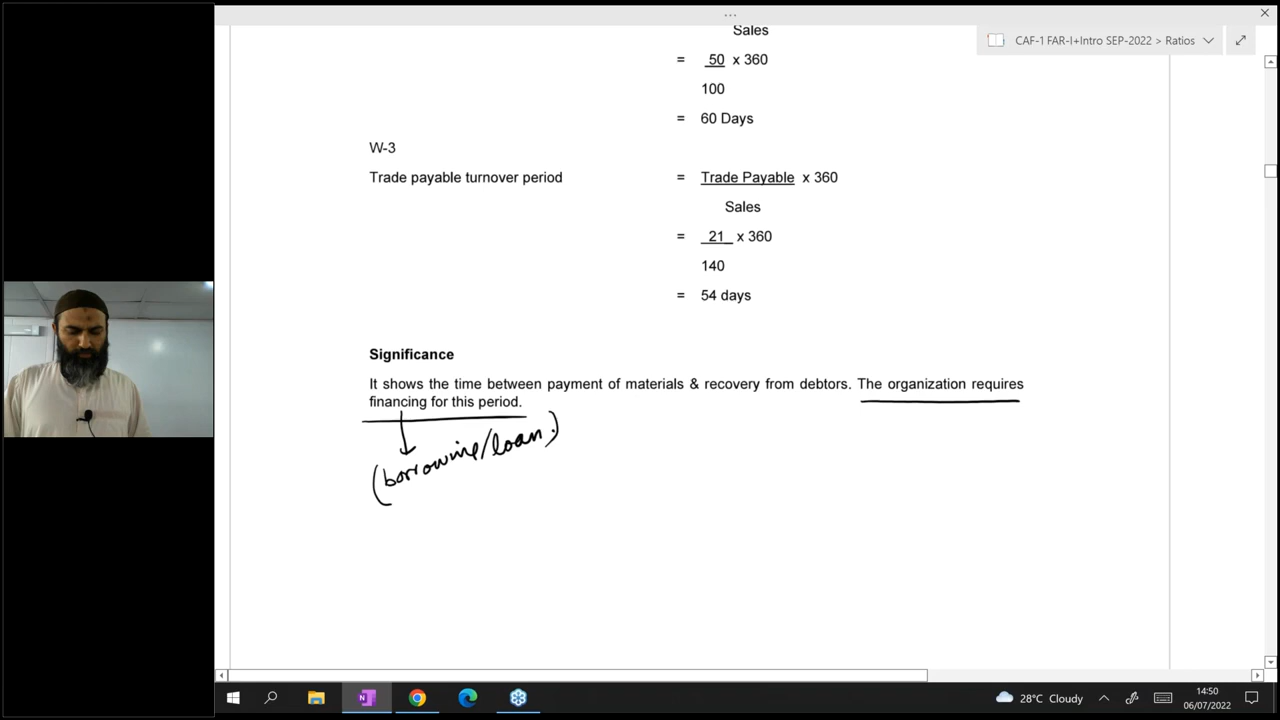 CAF-1 FAR-I+Intro SEP-2022 > Ratios
Sales
= 50 x 360
100
= 60 Days
W-3
Trade payable turnover period = Trade Payable x 360
Sales
= 21 x 360
140
= 54 days
Significance
It shows the time between payment of materials & recovery from debtors. The organization requires
financing for this period.
(borrowing/loan.)
28°C Cloudy
14:50
06/07/2022